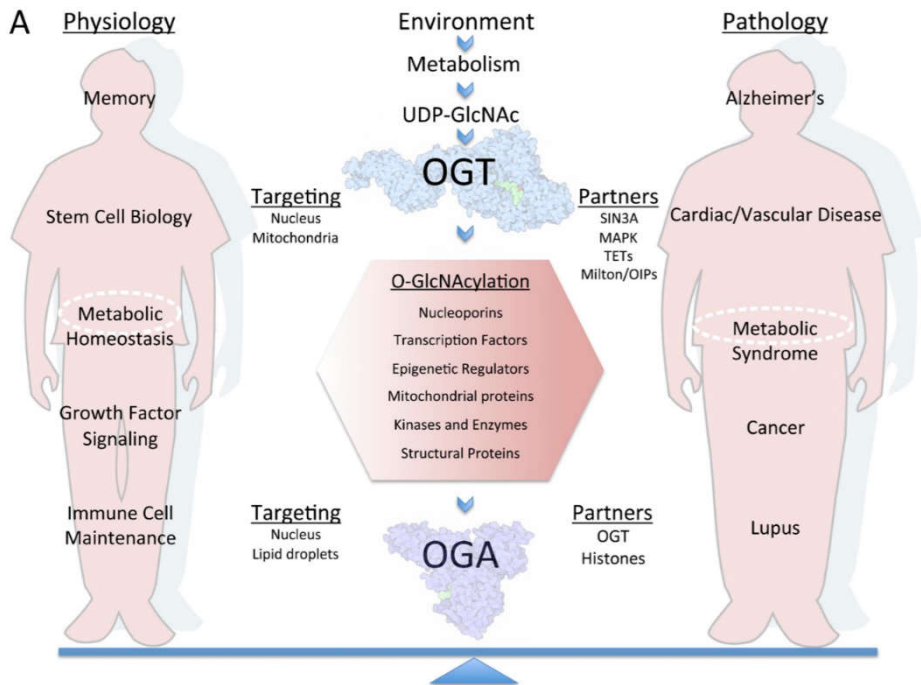 A
Physiology
Memory
Stem Cell Biology
Metabolic
Homeostasis
Growth Factor
Signaling
Immune Cell
Maintenance
Environment
Metabolism
UDP-GlcNAc
OGT
Targeting
Nucleus
Mitochondria
Partners
SIN3A
MAPK
TETs
Milton/OIPs
O-GlcNAcylation
Nucleoporins
Transcription Factors
Epigenetic Regulators
Mitochondrial proteins
Kinases and Enzymes
Structural Proteins
Targeting
Nucleus
Lipid droplets
OGA
Partners
OGT
Histones
Pathology
Alzheimer's
Cardiac/Vascular Disease
Metabolic
Syndrome
Cancer
Lupus